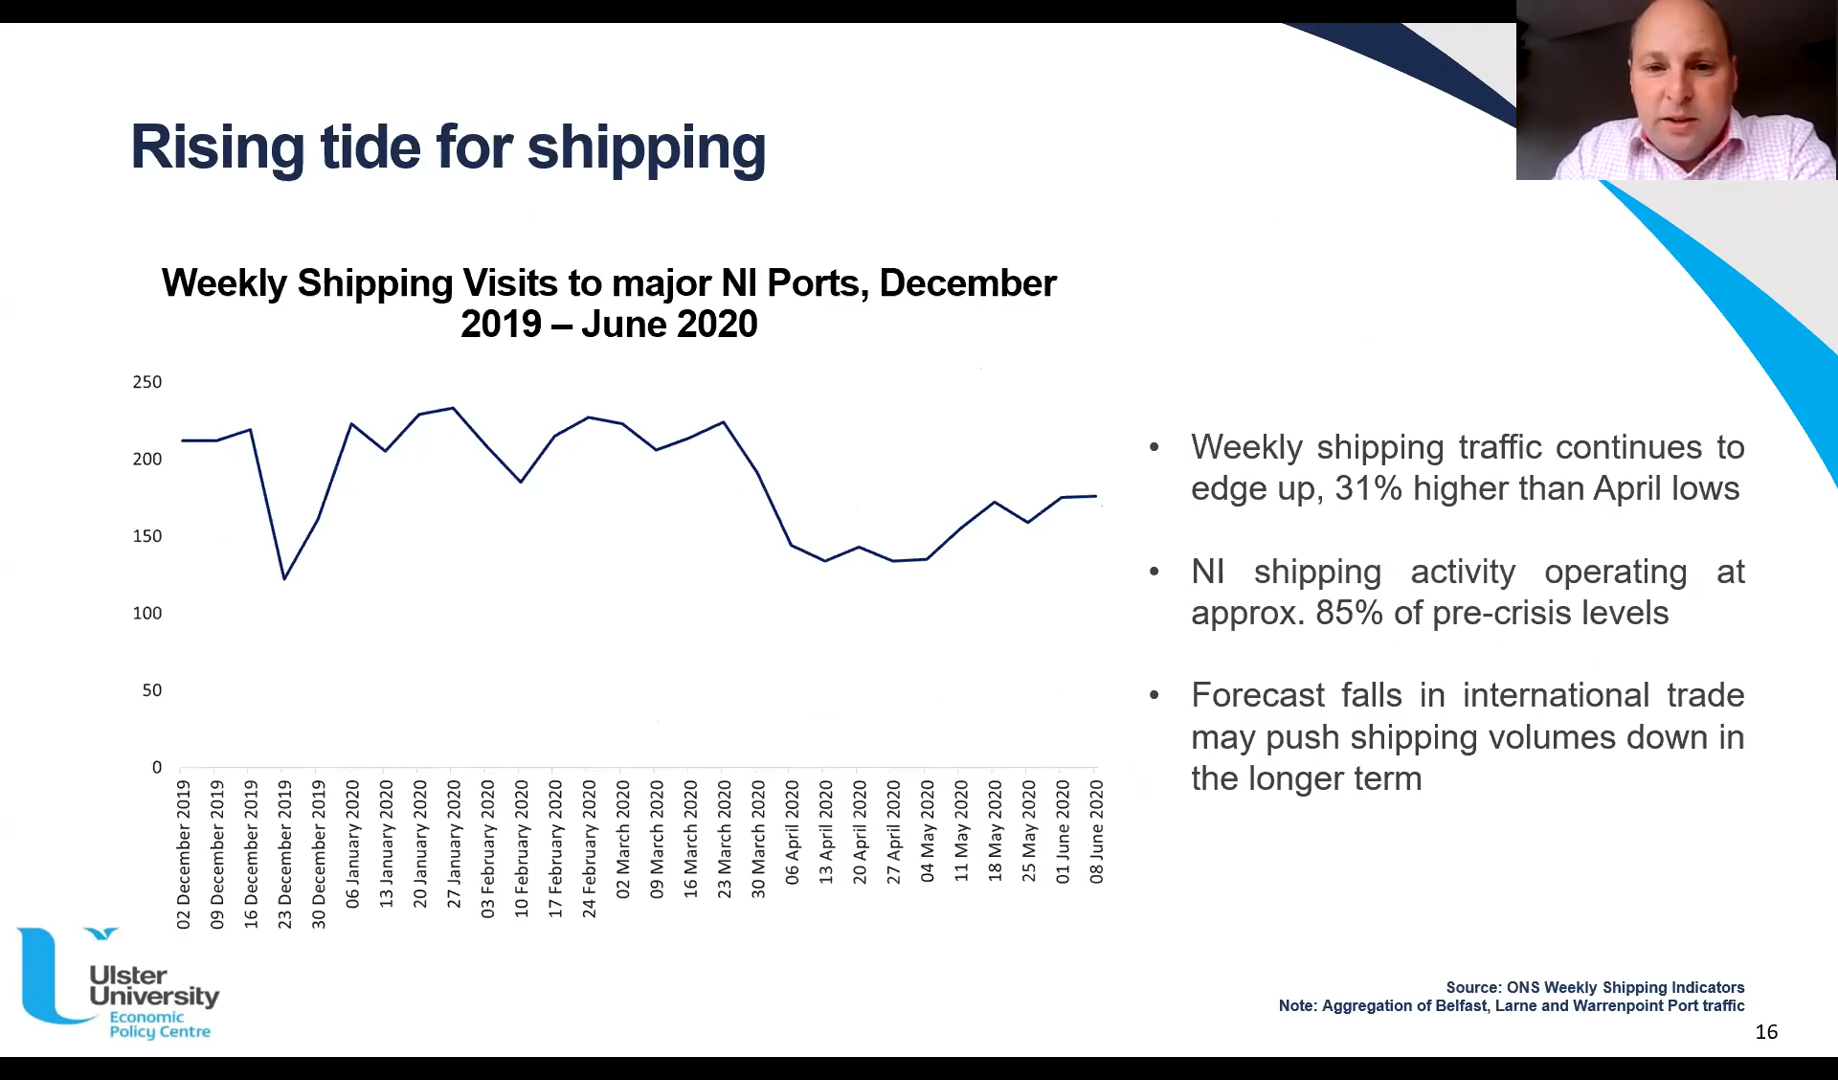 Rising tide for shipping
Weekly Shipping Visits to major NI Ports, December
2019 – June 2020
250
200
150
100
50
0
02 December 2019
09 December 2019
16 December 2019
23 December 2019
30 December 2019
06 January 2020
13 January 2020
20 January 2020
27 January 2020
03 February 2020
10 February 2020
17 February 2020
24 February 2020
02 March 2020
09 March 2020
16 March 2020
23 March 2020
30 March 2020
06 April 2020
13 April 2020
20 April 2020
27 April 2020
04 May 2020
11 May 2020
18 May 2020
25 May 2020
01 June 2020
08 June 2020
• Weekly shipping traffic continues to
edge up, 31% higher than April lows
• NI shipping activity operating at
approx. 85% of pre-crisis levels
• Forecast falls in international trade
may push shipping volumes down in
the longer term
Ulster
University
Economic
Policy Centre
Source: ONS Weekly Shipping Indicators
Note: Aggregation of Belfast, Larne and Warrenpoint Port traffic
16